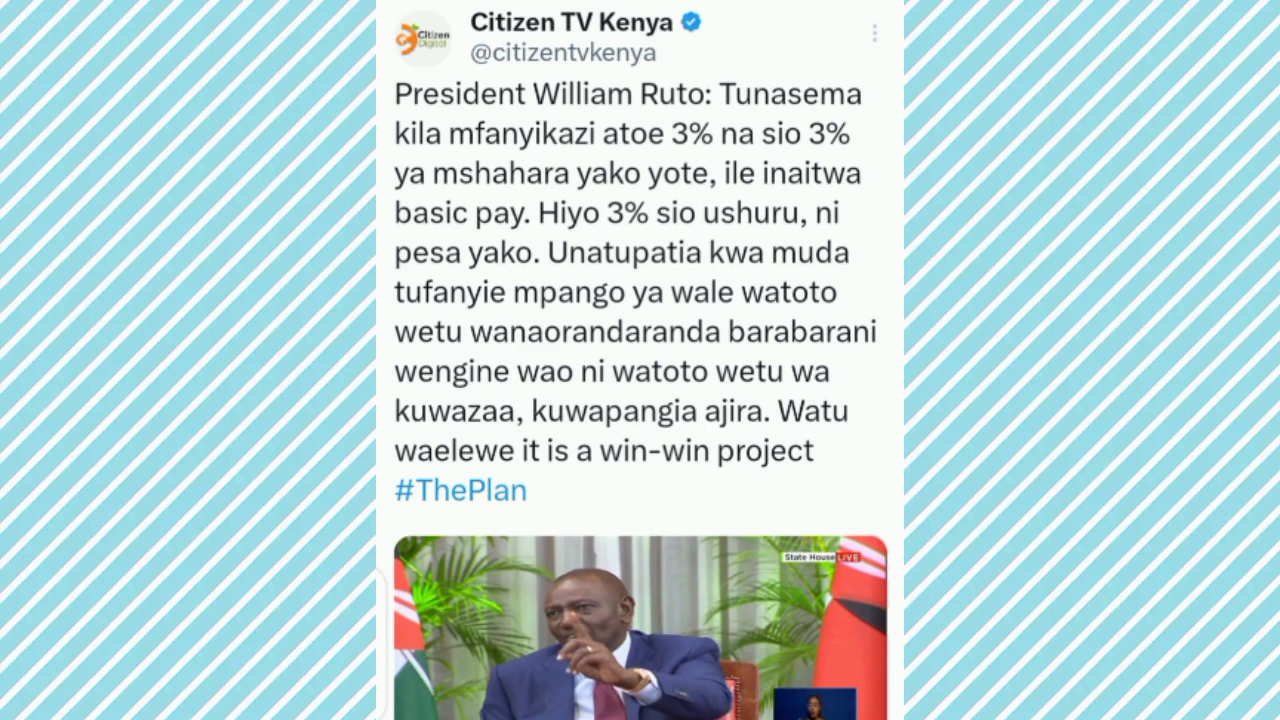 Citizen Digital
Citizen TV Kenya
@citizentvkenya
President William Ruto: Tunasema
kila mfanyikazi atoe 3% na sio 3%
ya mshahara yako yote, ile inaitwa
basic pay. Hiyo 3% sio ushuru, ni
pesa yako. Unatupatia kwa muda
tufanyie mpango ya wale watoto
wetu wanaorandaranda barabarani
wengine wao ni watoto wetu wa
kuwazaa, kuwapangia ajira. Watu
waelewe it is a win-win project
#ThePlan
State House LIVE